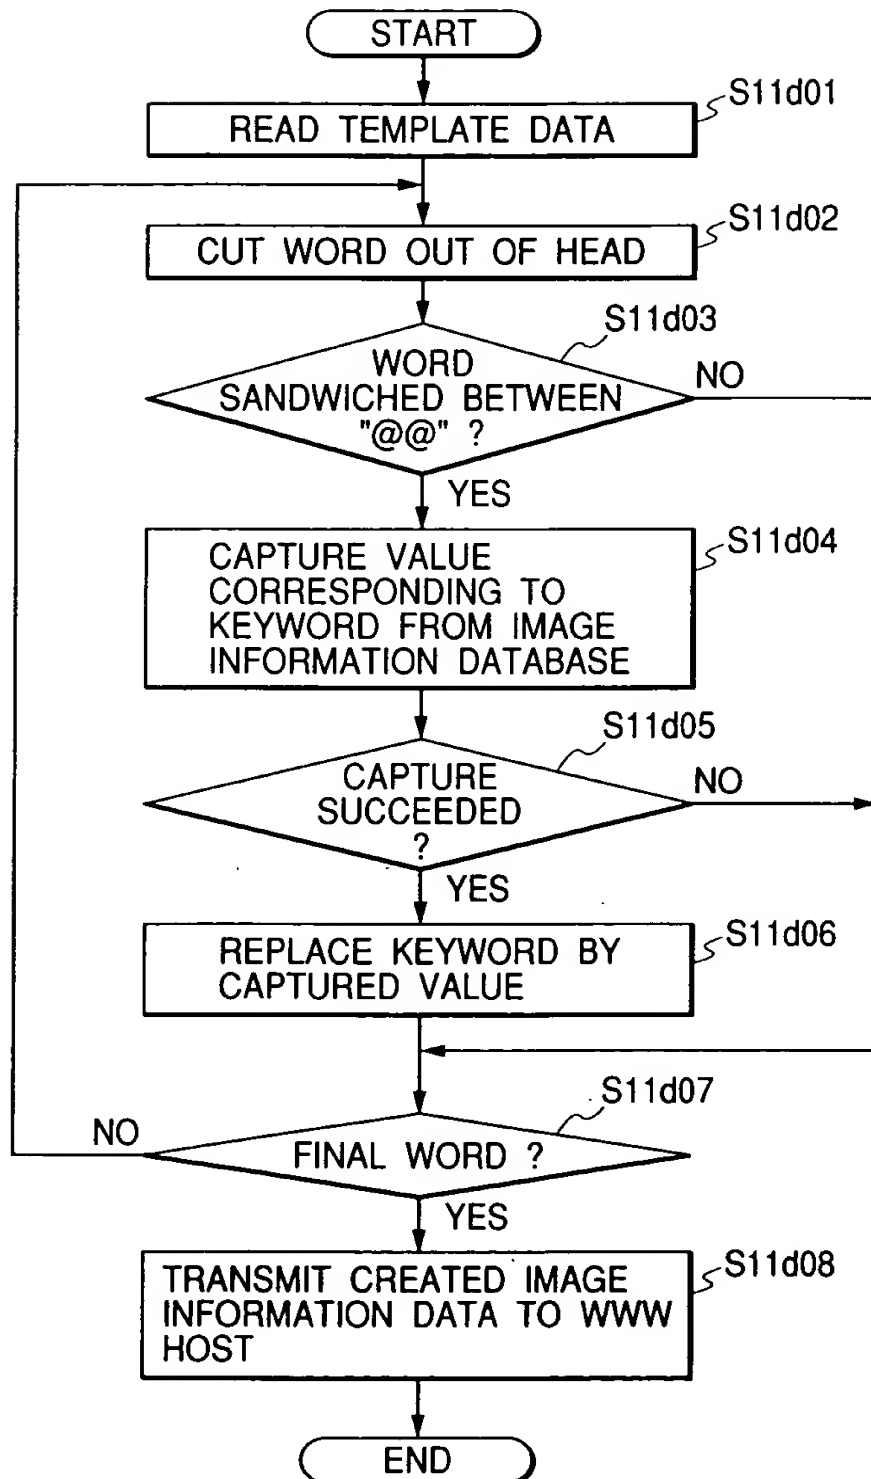 START
S11d01
READ TEMPLATE DATA
S11d02
CUT WORD OUT OF HEAD
S11d03
WORD
SANDWICHED BETWEEN
"@@" ?
NO
YES
S11d04
CAPTURE VALUE
CORRESPONDING TO
KEYWORD FROM IMAGE
INFORMATION DATABASE
S11d05
CAPTURE
SUCCEEDED
?
NO
YES
S11d06
REPLACE KEYWORD BY
CAPTURED VALUE
S11d07
FINAL WORD ?
NO
YES
S11d08
TRANSMIT CREATED IMAGE
INFORMATION DATA TO WWW
HOST
END